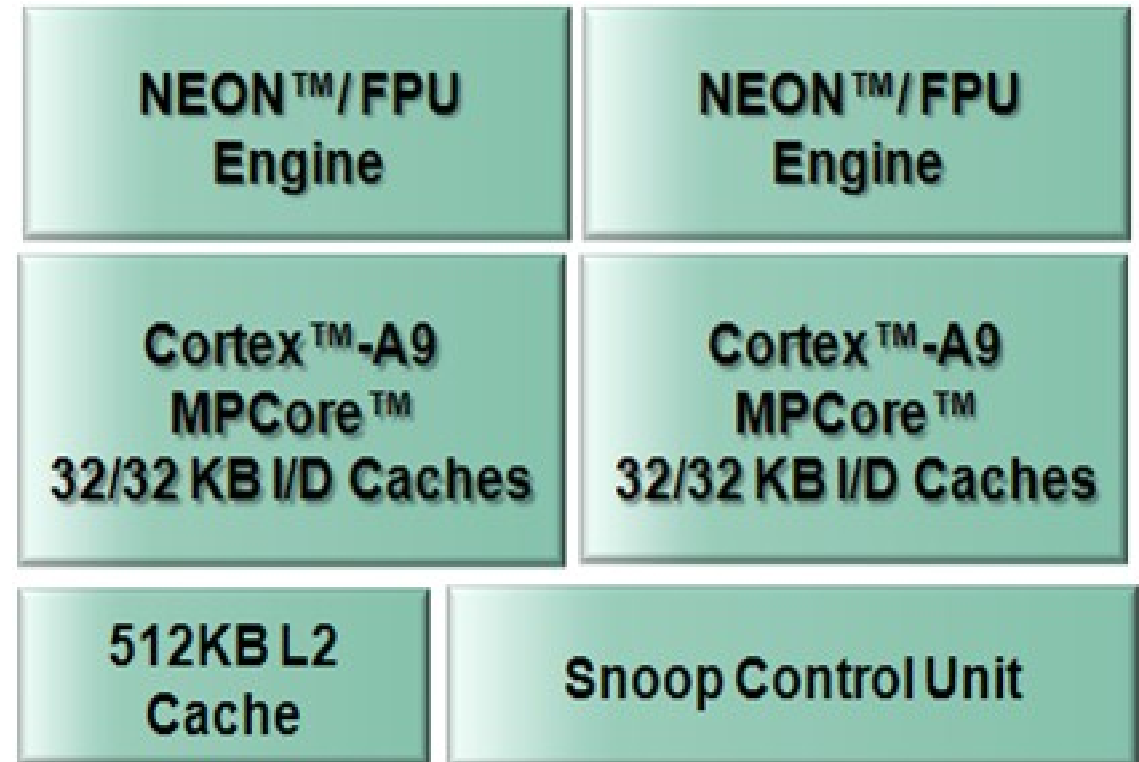 NEON™/FPU
Engine
NEON™/FPU
Engine
Cortex™-A9
MPCore™
32/32 KB I/D Caches
Cortex™-A9
MPCore™
32/32 KB I/D Caches
512KB L2
Cache
Snoop Control Unit